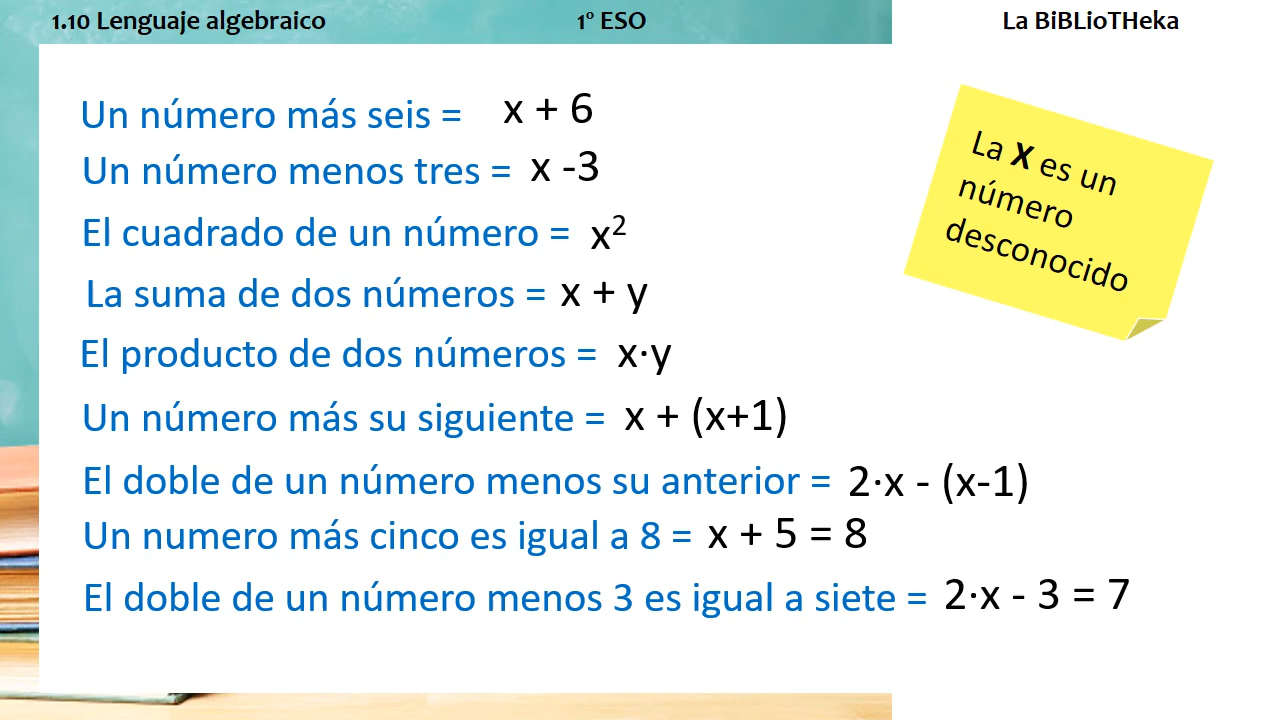 1.10 Lenguaje algebraico 1º ESO La BiBLioTHeka
Un número más seis = x + 6
Un número menos tres = x -3
El cuadrado de un número = x²
La suma de dos números = x + y
El producto de dos números = x·y
Un número más su siguiente = x + (x+1)
El doble de un número menos su anterior = 2·x - (x-1)
Un numero más cinco es igual a 8 = x + 5 = 8
El doble de un número menos 3 es igual a siete = 2·x - 3 = 7
La X es un
número
desconocido